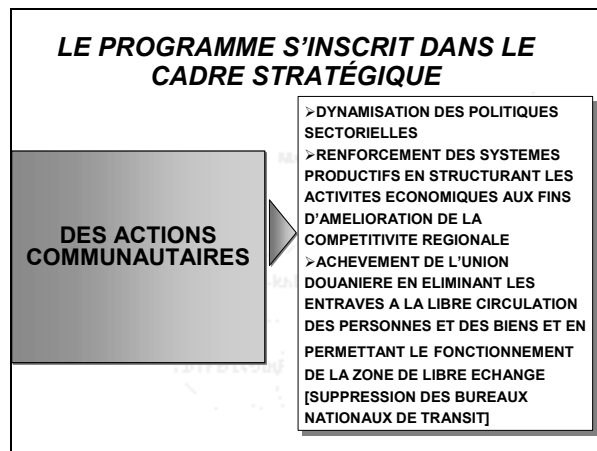 LE PROGRAMME S’INSCRIT DANS LE
CADRE STRATÉGIQUE
DES ACTIONS
COMMUNAUTAIRES
➢DYNAMISATION DES POLITIQUES
SECTORIELLES
➢RENFORCEMENT DES SYSTEMES
PRODUCTIFS EN STRUCTURANT LES
ACTIVITES ECONOMIQUES AUX FINS
D’AMELIORATION DE LA
COMPETITIVITE REGIONALE
➢ACHEVEMENT DE L’UNION
DOUANIERE EN ELIMINANT LES
ENTRAVES A LA LIBRE CIRCULATION
DES PERSONNES ET DES BIENS ET EN
PERMETTANT LE FONCTIONNEMENT
DE LA ZONE DE LIBRE ECHANGE
[SUPPRESSION DES BUREAUX
NATIONAUX DE TRANSIT]